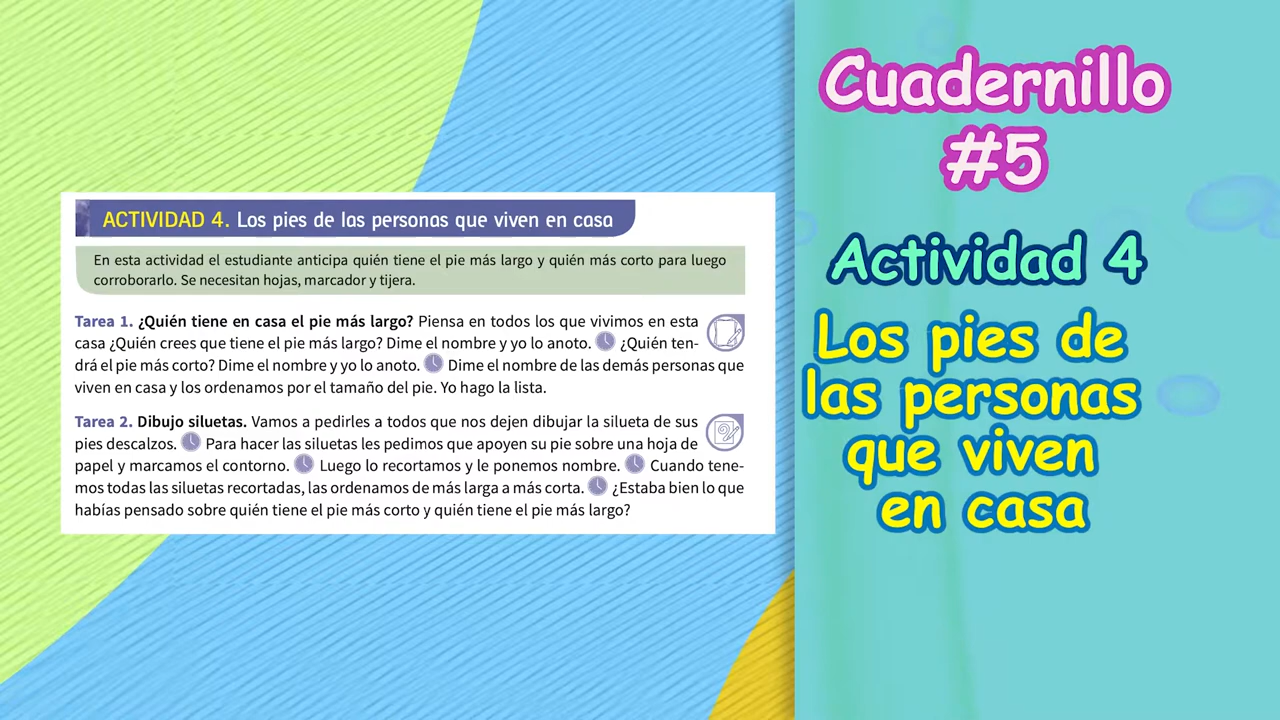 ACTIVIDAD 4. Los pies de las personas que viven en casa
En esta actividad el estudiante anticipa quién tiene el pie más largo y quién más corto para luego
corroborarlo. Se necesitan hojas, marcador y tijera.
Tarea 1. ¿Quién tiene en casa el pie más largo? Piensa en todos los que vivimos en esta
casa ¿Quién crees que tiene el pie más largo? Dime el nombre y yo lo anoto. ¿Quién ten-
drá el pie más corto? Dime el nombre y yo lo anoto. Dime el nombre de las demás personas que
viven en casa y los ordenamos por el tamaño del pie. Yo hago la lista.
Tarea 2. Dibujo siluetas. Vamos a pedirles a todos que nos dejen dibujar la silueta de sus
pies descalzos. Para hacer las siluetas les pedimos que apoyen su pie sobre una hoja de
papel y marcamos el contorno. Luego lo recortamos y le ponemos nombre. Cuando tene-
mos todas las siluetas recortadas, las ordenamos de más larga a más corta. ¿Estaba bien lo que
habías pensado sobre quién tiene el pie más corto y quién tiene el pie más largo?
Cuadernillo
#5
Actividad 4
Los pies de
las personas
que viven
en casa